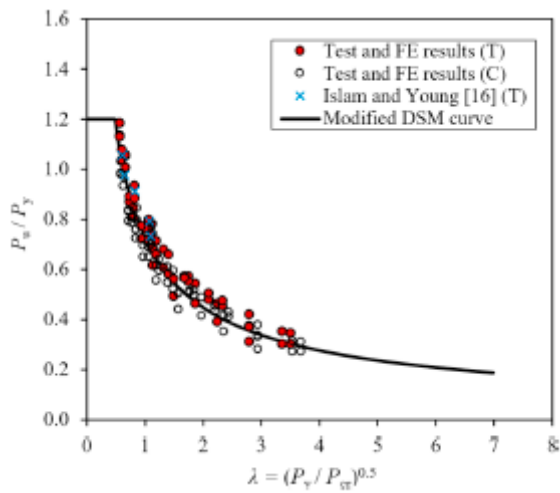 1.6
1.4
1.2
1.0
0.8
0.6
0.4
0.2
0.0
Pu / Py
Test and FE results (T)
Test and FE results (C)
Islam and Young [16] (T)
Modified DSM curve
0 1 2 3 4 5 6 7 8
λ = (Py / Pcr)^0.5